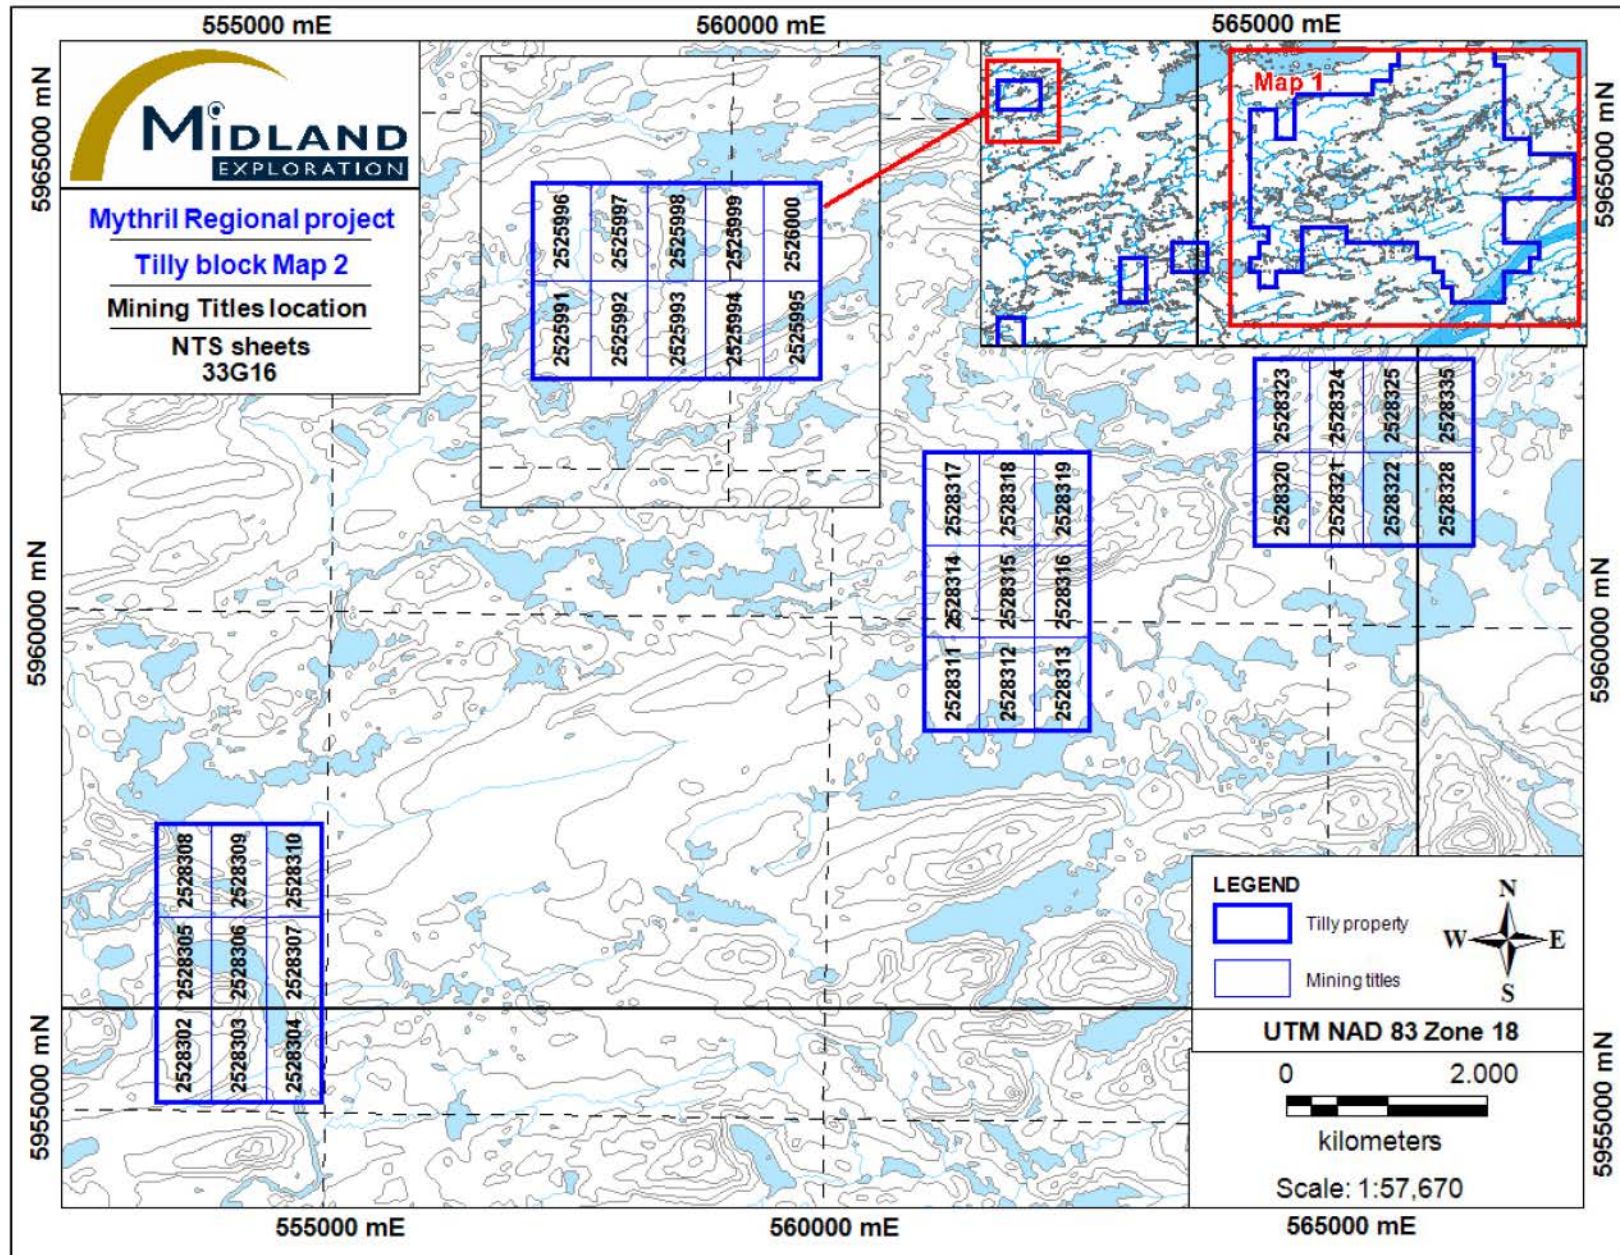 555000 mE
560000 mE
565000 mE
5965000 mN
5965000 mN
5960000 mN
5960000 mN
5955000 mN
5955000 mN
MIDLAND
EXPLORATION
Mythril Regional project
Tilly block Map 2
Mining Titles location
NTS sheets
33G16
Map 1
2525996
2525997
2525998
2525999
2526000
2525991
2525992
2525993
2525994
2525995
2528323
2528324
2528325
2528335
2528320
2528321
2528322
2528328
2528317
2528318
2528319
2528314
2528315
2528316
2528311
2528312
2528313
2528308
2528309
2528310
2528305
2528306
2528307
2528302
2528303
2528304
LEGEND
Tilly property
Mining titles
N
W
E
S
UTM NAD 83 Zone 18
0 2.000
kilometers
Scale: 1:57,670
555000 mE
560000 mE
565000 mE